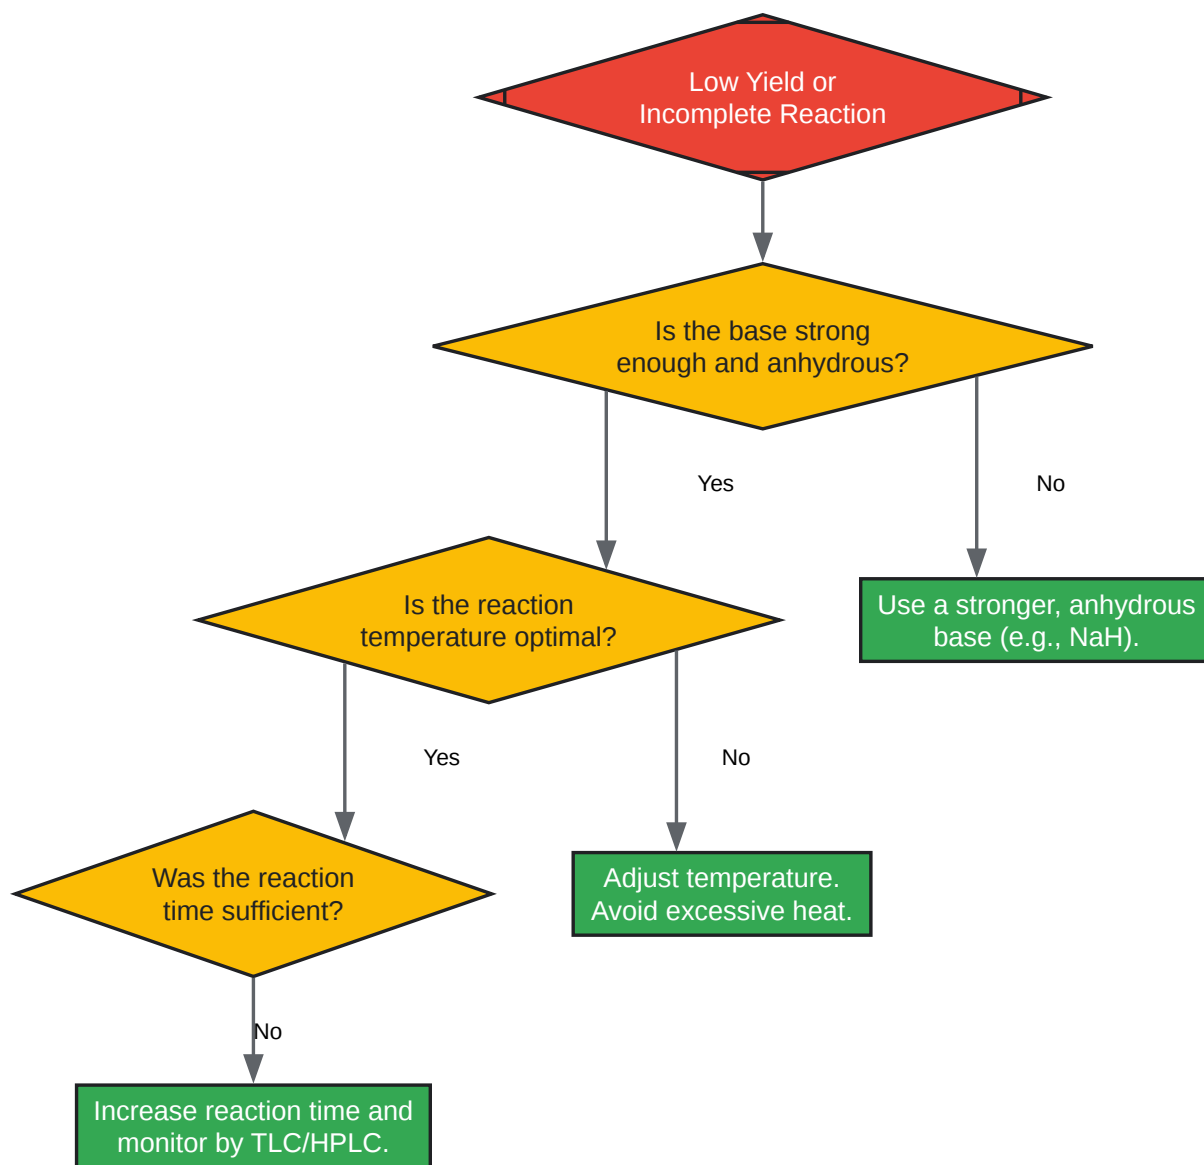 Low Yield or
Incomplete Reaction
Is the base strong
enough and anhydrous?
Yes
No
Is the reaction
temperature optimal?
Use a stronger, anhydrous
base (e.g., NaH).
Yes
No
Was the reaction
time sufficient?
Adjust temperature.
Avoid excessive heat.
No
Increase reaction time and
monitor by TLC/HPLC.